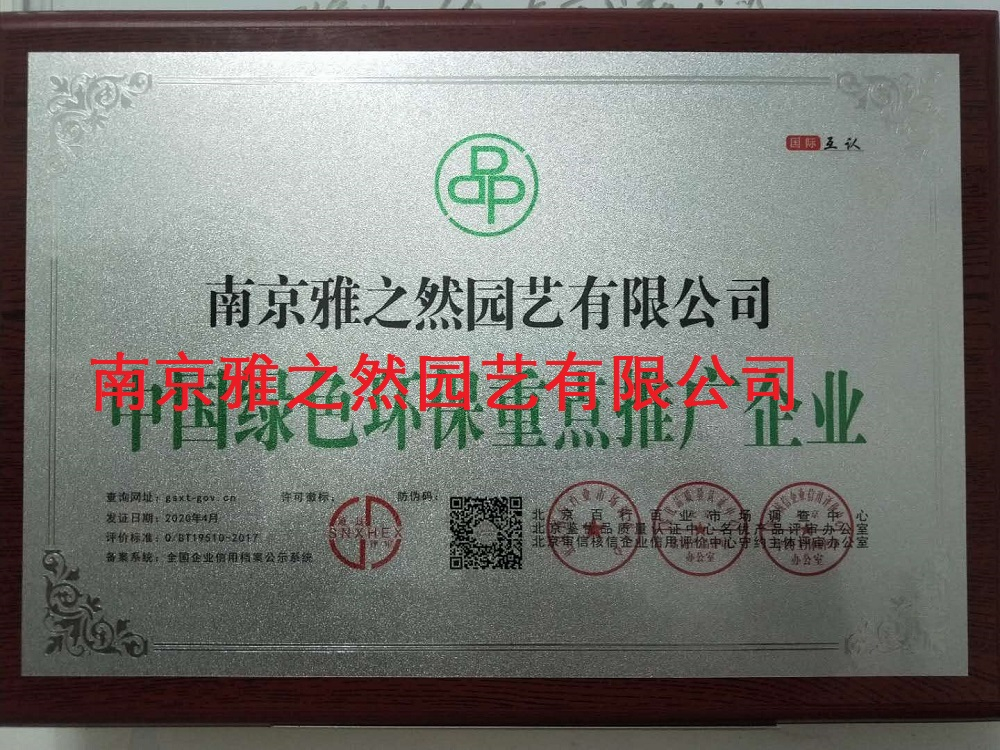 国际互认
南京雅之然园艺有限公司
南京雅之然园艺有限公司
中国绿色环保重点推广企业
查询网址：gsxt-gov.cn
许可徽标：
防伪码：
发证日期：2020年4月
评价标准：Q/BT19510-2017
备案系统：全国企业信用档案公示系统
SNXHEX
北京百行百业市场调查中心
北京鉴信品质量认证中心名优产品评审办公室
北京审信核信企业信用评价中心守约主体评审办公室